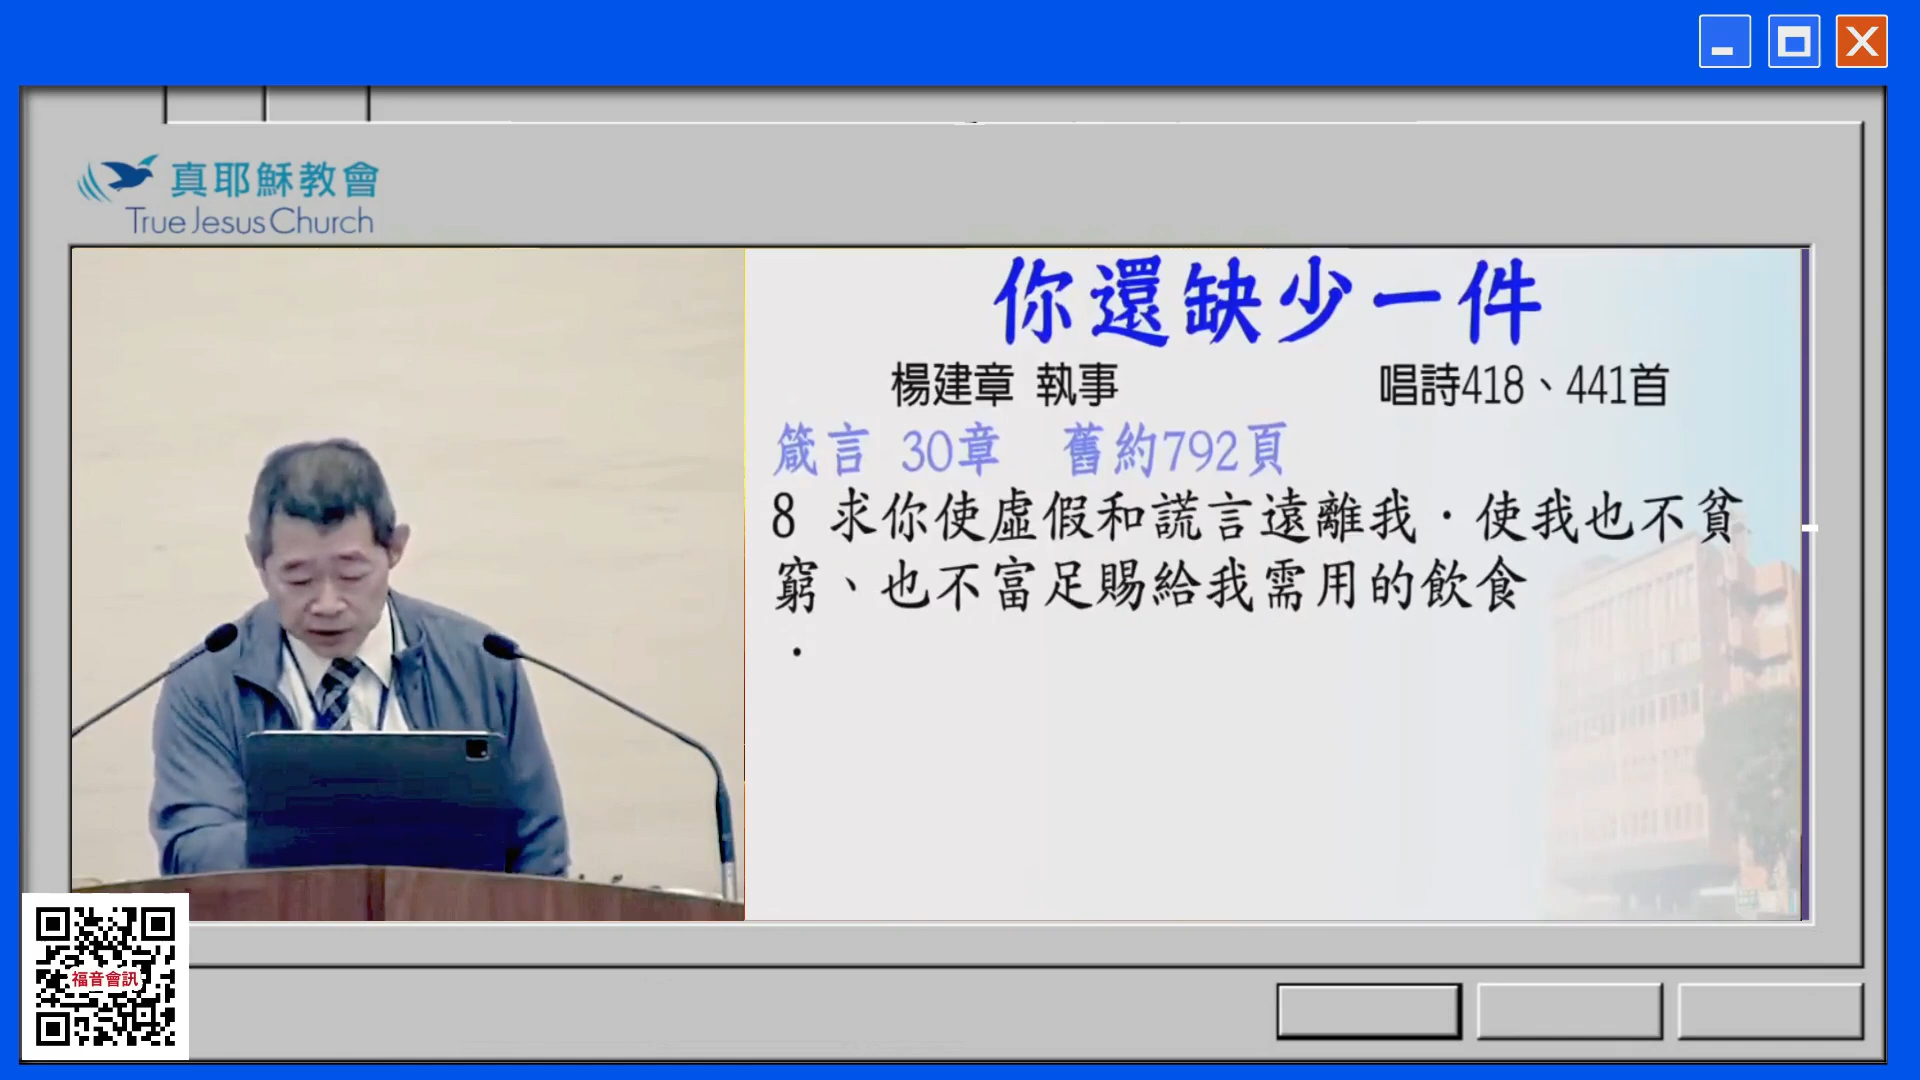 真耶穌教會
True Jesus Church
你還缺少一件
楊建章 執事 唱詩418、441首
箴言 30章 舊約792頁
8 求你使虛假和謊言遠離我．使我也不貧
窮、也不富足賜給我需用的飲食
．
福音會訊